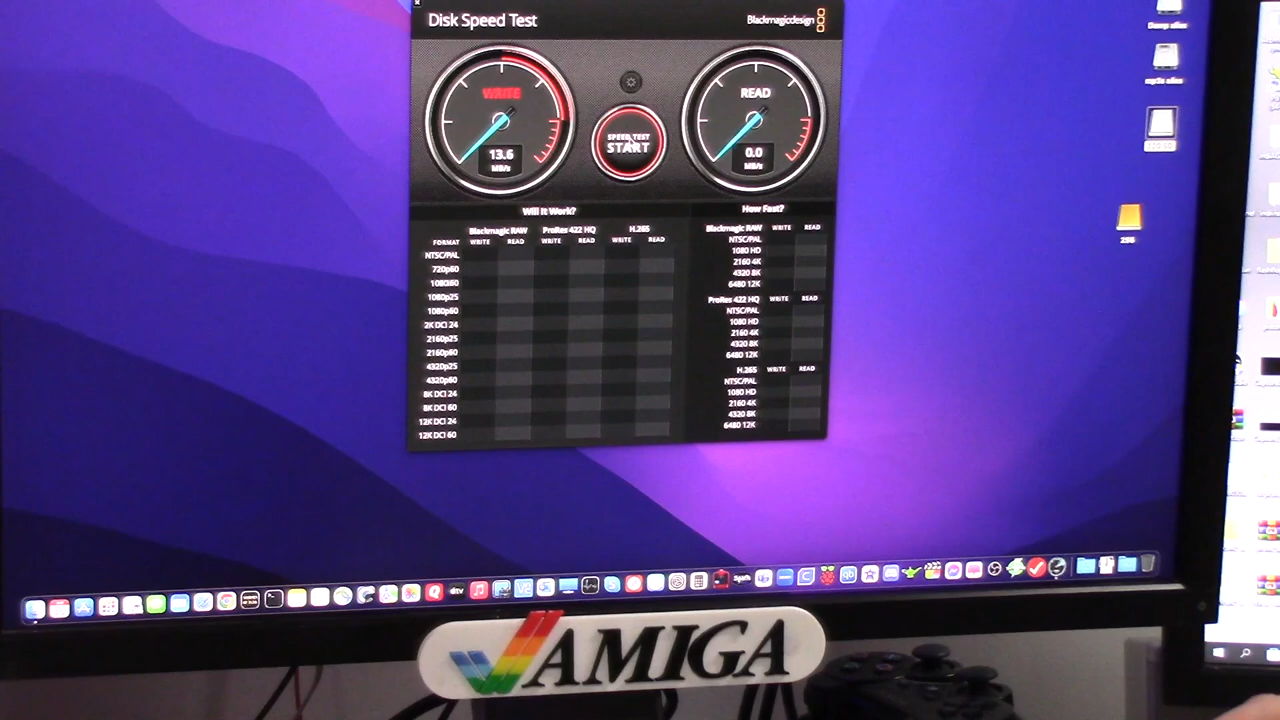 Disk Speed Test
Blackmagicdesign
WRITE
13.6
MB/s
SPEED TEST
START
READ
0.0
MB/s
Will It Work?
Blackmagic RAW ProRes 422 HQ H.265
FORMAT WRITE READ WRITE READ WRITE READ
NTSC/PAL
720p60
1080i60
1080p25
1080p60
2K DCI 24
2160p25
2160p60
4320p25
4320p60
8K DCI 24
8K DCI 60
12K DCI 24
12K DCI 60
How Fast?
Blackmagic RAW WRITE READ
NTSC/PAL
1080 HD
2160 4K
4320 8K
6480 12K
ProRes 422 HQ WRITE READ
NTSC/PAL
1080 HD
2160 4K
4320 8K
6480 12K
H.265 WRITE READ
NTSC/PAL
1080 HD
2160 4K
4320 8K
6480 12K
256
tv
Spark
AMIGA